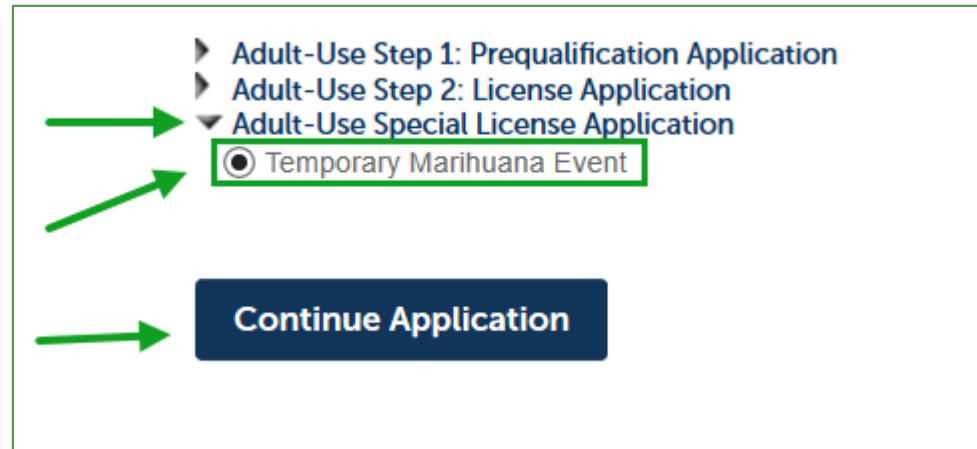 Adult-Use Step 1: Prequalification Application
Adult-Use Step 2: License Application
Adult-Use Special License Application
Temporary Marihuana Event
Continue Application